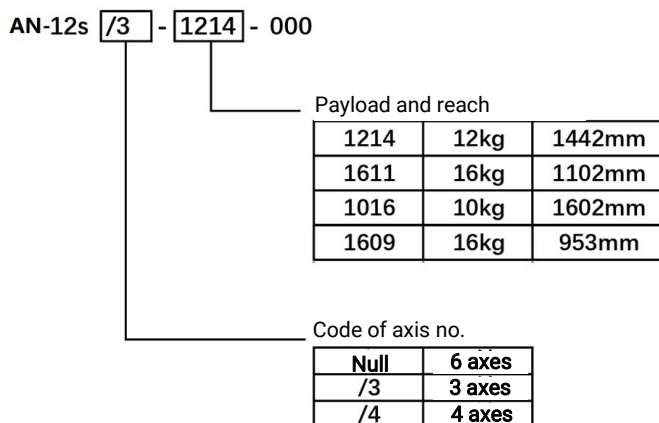 AN-12s /3 - 1214 - 000
Payload and reach
1214 12kg 1442mm
1611 16kg 1102mm
1016 10kg 1602mm
1609 16kg 953mm
Code of axis no.
Null 6 axes
/3 3 axes
/4 4 axes